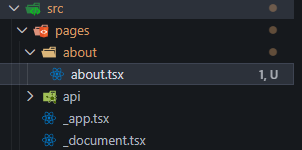 src
pages
about
about.tsx 1, U
api
_app.tsx
_document.tsx